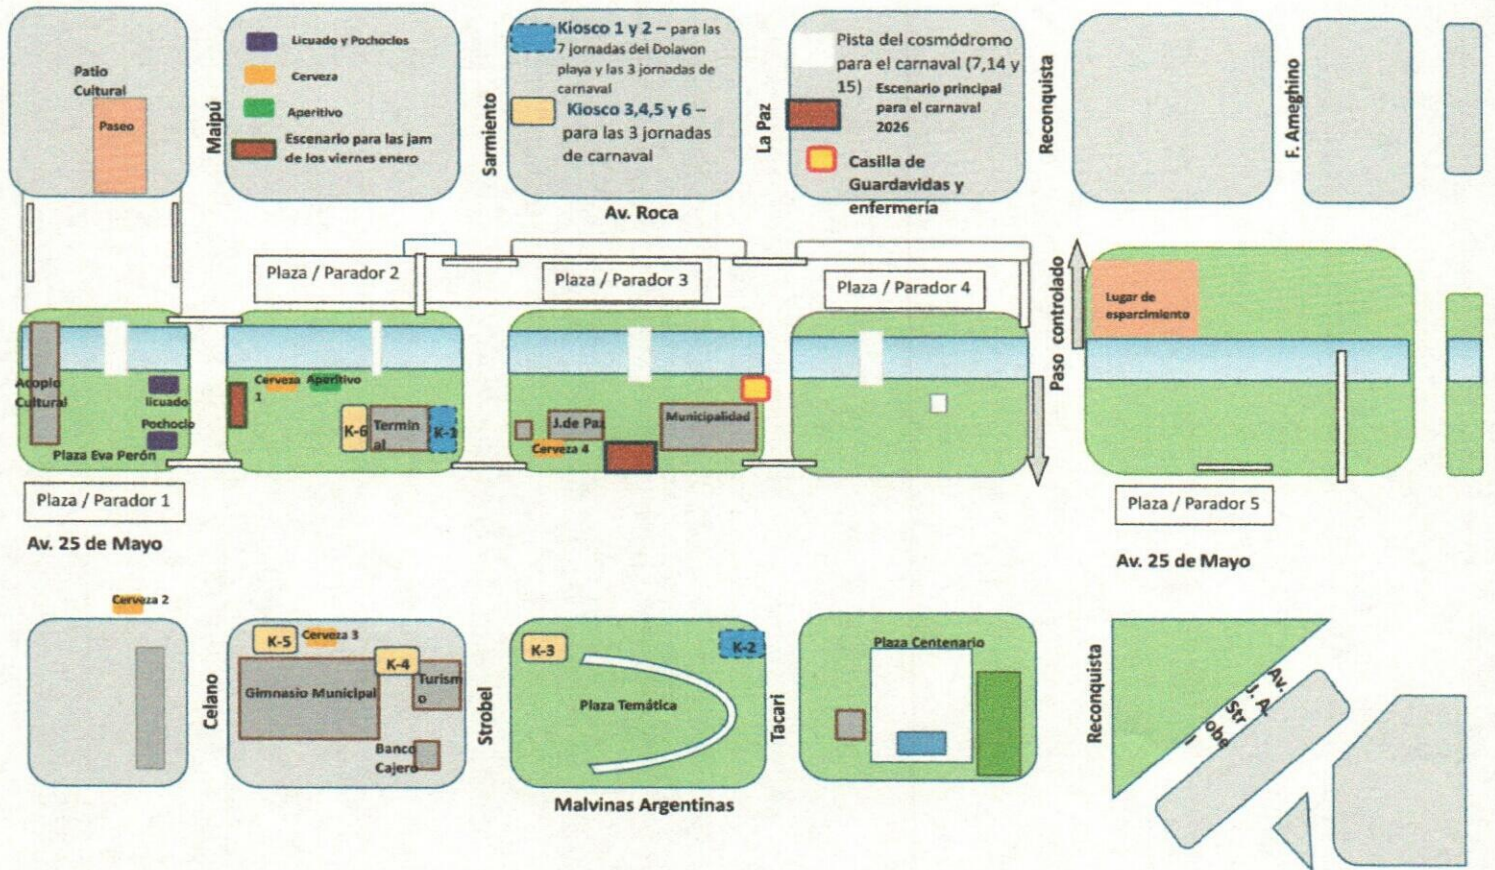 Patio
Cultural
Paseo
Maipú
Licuado y Pochoclos
Cerveza
Aperitivo
Escenario para las jam
de los viernes enero
Sarmiento
Kiosco 1 y 2 – para las
7 jornadas del Dolavon
playa y las 3 jornadas de
carnaval
Kiosco 3,4,5 y 6 –
para las 3 jornadas
de carnaval
La Paz
Pista del cosmódromo
para el carnaval (7,14 y
15)
Escenario principal
para el carnaval
2026
Casilla de
Guardavidas y
enfermería
Reconquista
F. Ameghino
Av. Roca
Plaza / Parador 2
Plaza / Parador 3
Plaza / Parador 4
Paso controlado
Lugar de
esparcimiento
Acopio
Cultural
licuado
Pochoclo
Plaza Eva Perón
Cerveza
1
Aperitivo
K-6
Termin
al
K-1
J.de Paz
Cerveza 4
Municipalidad
Plaza / Parador 1
Plaza / Parador 5
Av. 25 de Mayo
Av. 25 de Mayo
Cerveza 2
Celano
K-5
Cerveza 3
K-4
Gimnasio Municipal
Turism
o
Banco
Cajero
Strobel
K-3
K-2
Plaza Temática
Tacari
Plaza Centenario
Reconquista
Av.
J. A.
Str
obe
l
Malvinas Argentinas